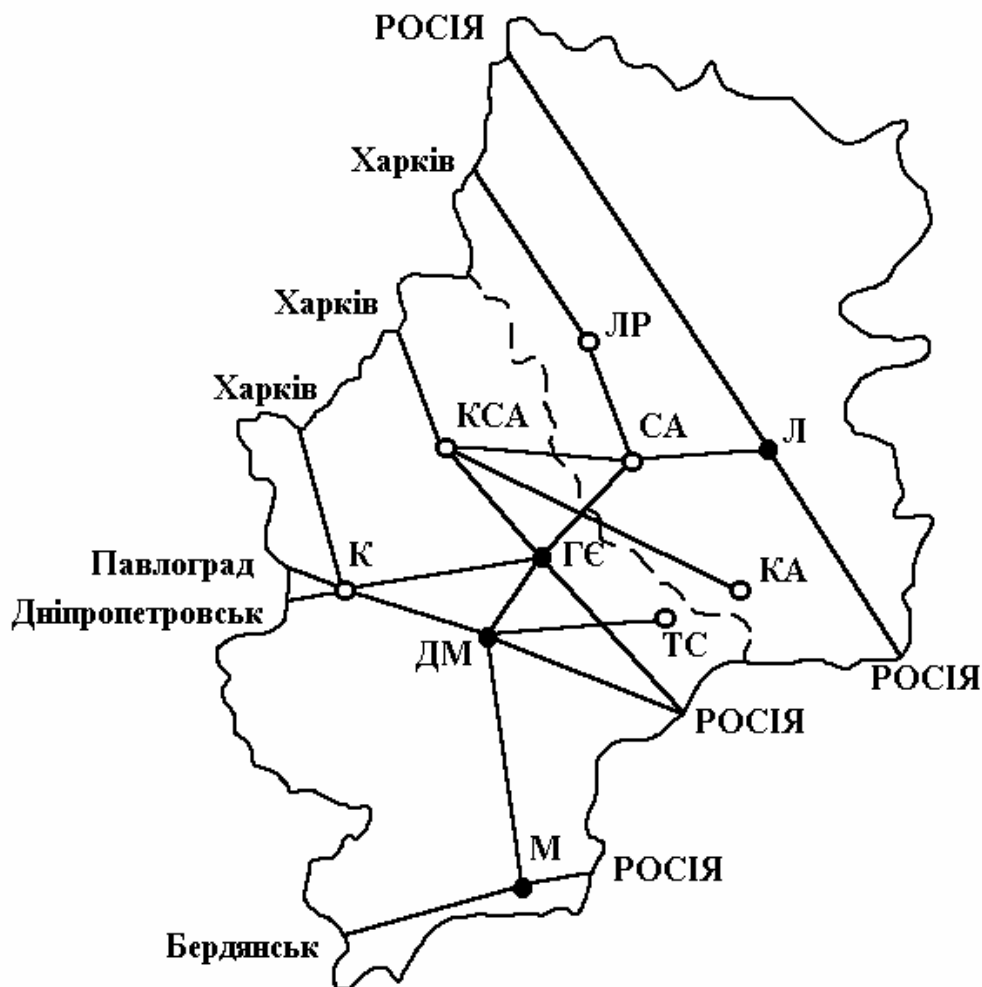 РОСІЯ
Харків
Харків
ЛР
Харків
КСА
СА
Л
Павлоград
К
ГЄ
КА
Дніпропетровськ
ДМ
ТС
РОСІЯ
РОСІЯ
М
РОСІЯ
Бердянськ